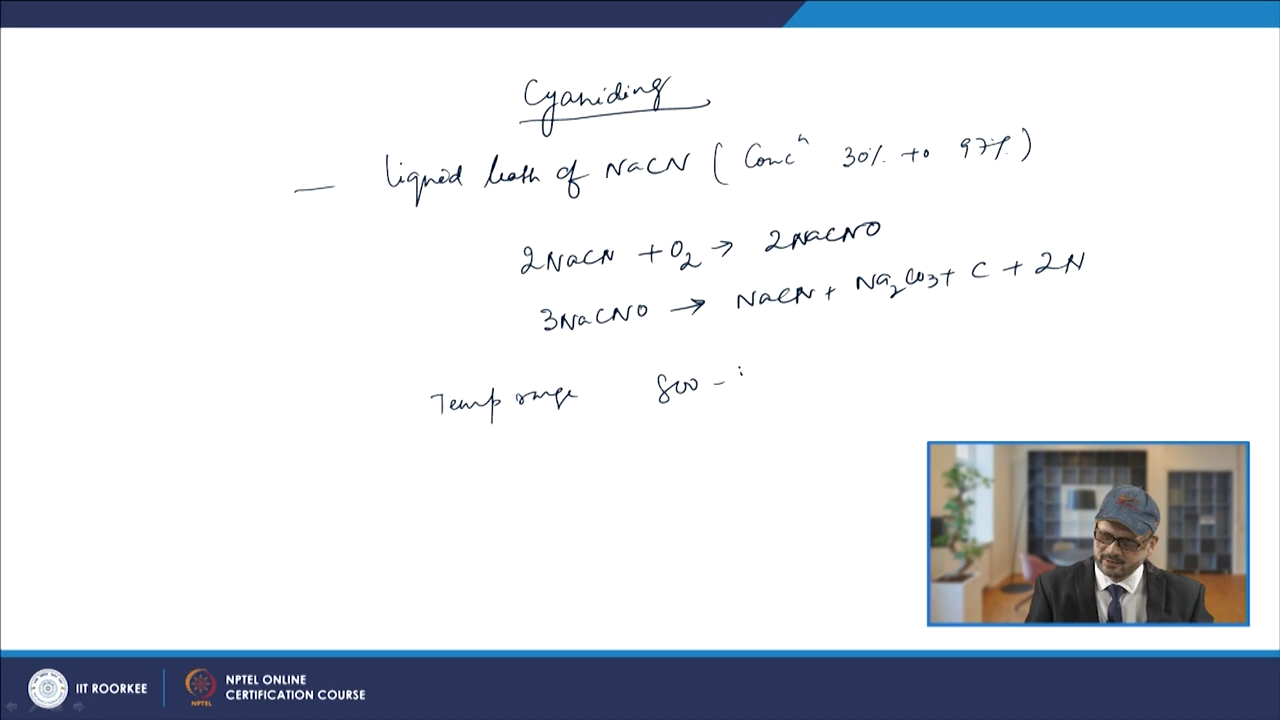 Cyaniding
— Liquid bath of NaCN ( Concⁿ 30% to 97% )
2NaCN + O₂ → 2NaCNO
3NaCNO → NaCN + Na₂CO₃ + C + 2N
Temp range 800 -
IIT ROORKEE
NPTEL
NPTEL ONLINE
CERTIFICATION COURSE